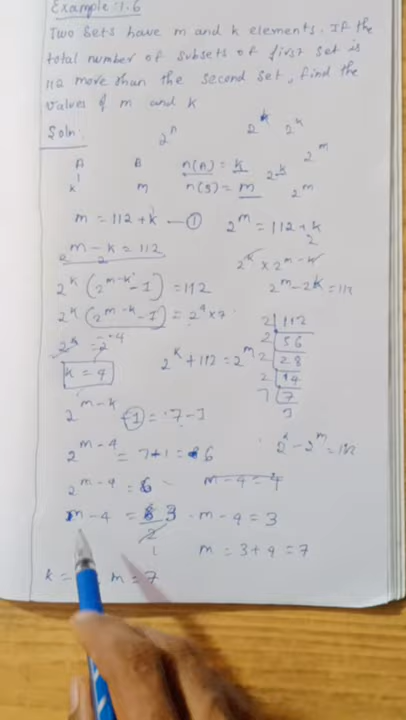 Example :1.6
Two sets have m and k elements. If the
total number of subsets of first set is
112 more than the second set, find the
values of m and k
Soln:
2^n 2^k 2^k
A B n(A) = k 2^k 2^m
k m n(B) = m 2^m
m = 112 + k — ① 2^m = 112 + k
2^m - k = 112
2^k × 2^m-k
2^k (2^m-k - 1) = 112 2^m - 2^k = 112
2^k (2^m-k - 1) = 2^4 × 7
2 | 112
2 | 56
2 | 28
2 | 14
7 | 7
2^k = 2^4
k = 4
2^k + 112 = 2^m
2^m-k - 1 = 7
2^m-4 = 7+1 = 2^k - 2^m = 112
2^m-4 = m - 4 = 4
m - 4 = 3 m - 4 = 3
m = 3 + 4 = 7
k = m = 7